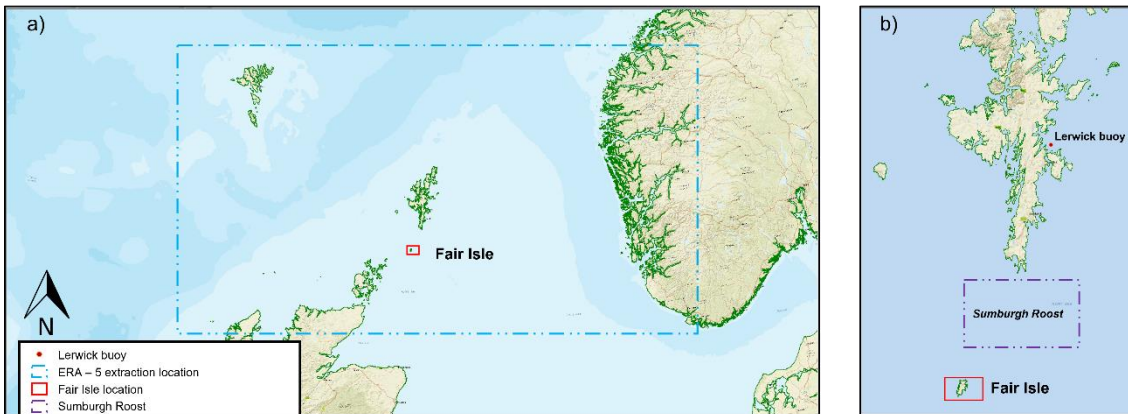 a)
Fair Isle
N
Lerwick buoy
ERA – 5 extraction location
Fair Isle location
Sumburgh Roost
b)
Lerwick buoy
Sumburgh Roost
Fair Isle